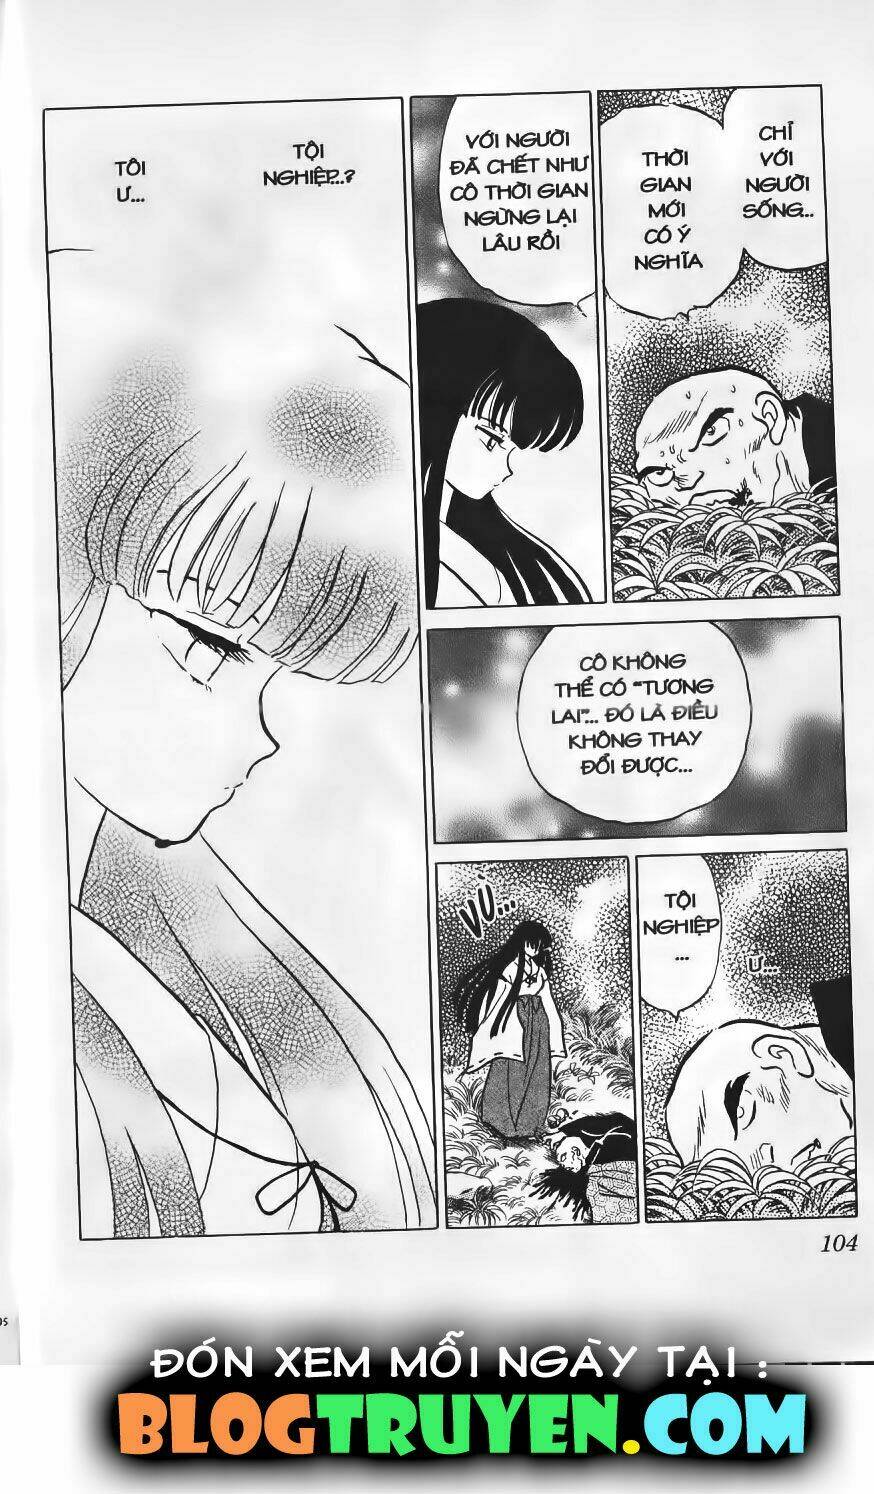 CHỈ
VỚI
NGƯỜI
SỐNG...
THỜI
GIAN
MỚI
CÓ Ý
NGHĨA
VỚI NGƯỜI
ĐÃ CHẾT NHƯ
CÔ THỜI GIAN
NGỪNG LẠI
LÂU RỒI
CÔ KHÔNG
THỂ CÓ "TƯƠNG
LAI"... ĐÓ LÀ ĐIỀU
KHÔNG THAY
ĐỔI ĐƯỢC...
TỘI
NGHIỆP
...
Ư...
VÙ...
TỘI
NGHIỆP...?
TÔI
Ư...
104
05
ĐÓN XEM MỖI NGÀY TẠI :
BLOGTRUYEN.COM